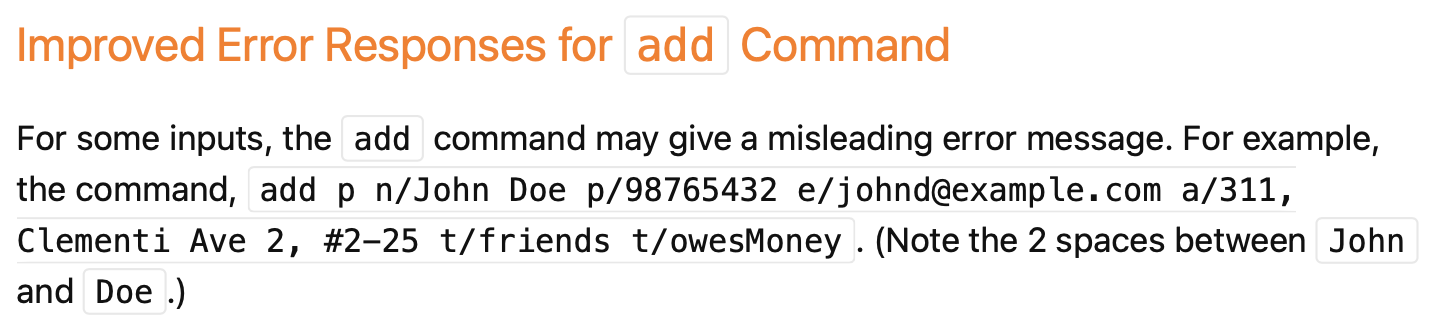 Improved Error Responses for add Command
For some inputs, the add command may give a misleading error message. For example,
the command, add p n/John Doe p/98765432 e/johnd@example.com a/311,
Clementi Ave 2, #2-25 t/friends t/owesMoney. (Note the 2 spaces between John
and Doe.)